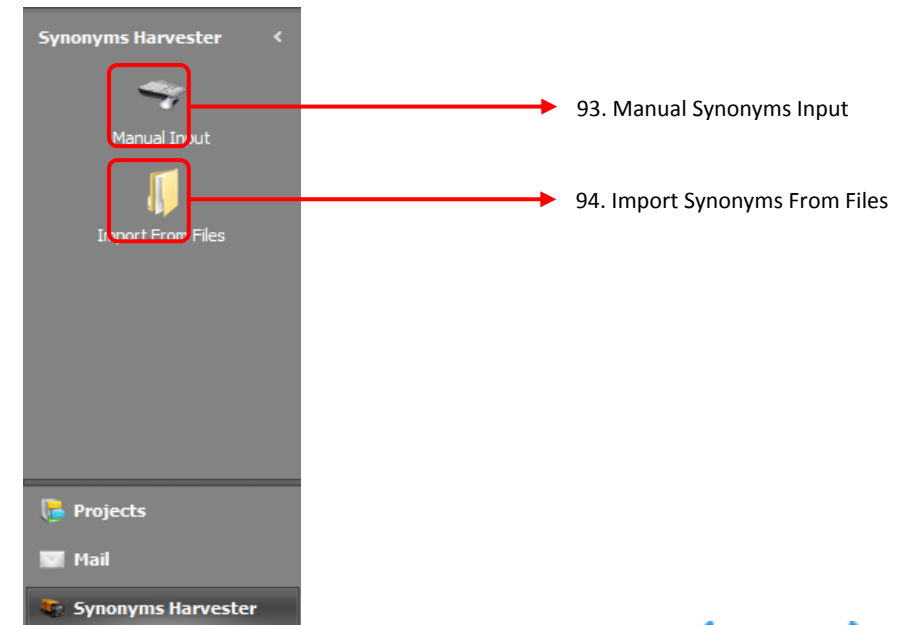 Synonyms Harvester
Manual Input
93. Manual Synonyms Input
Import From Files
94. Import Synonyms From Files
Projects
Mail
Synonyms Harvester